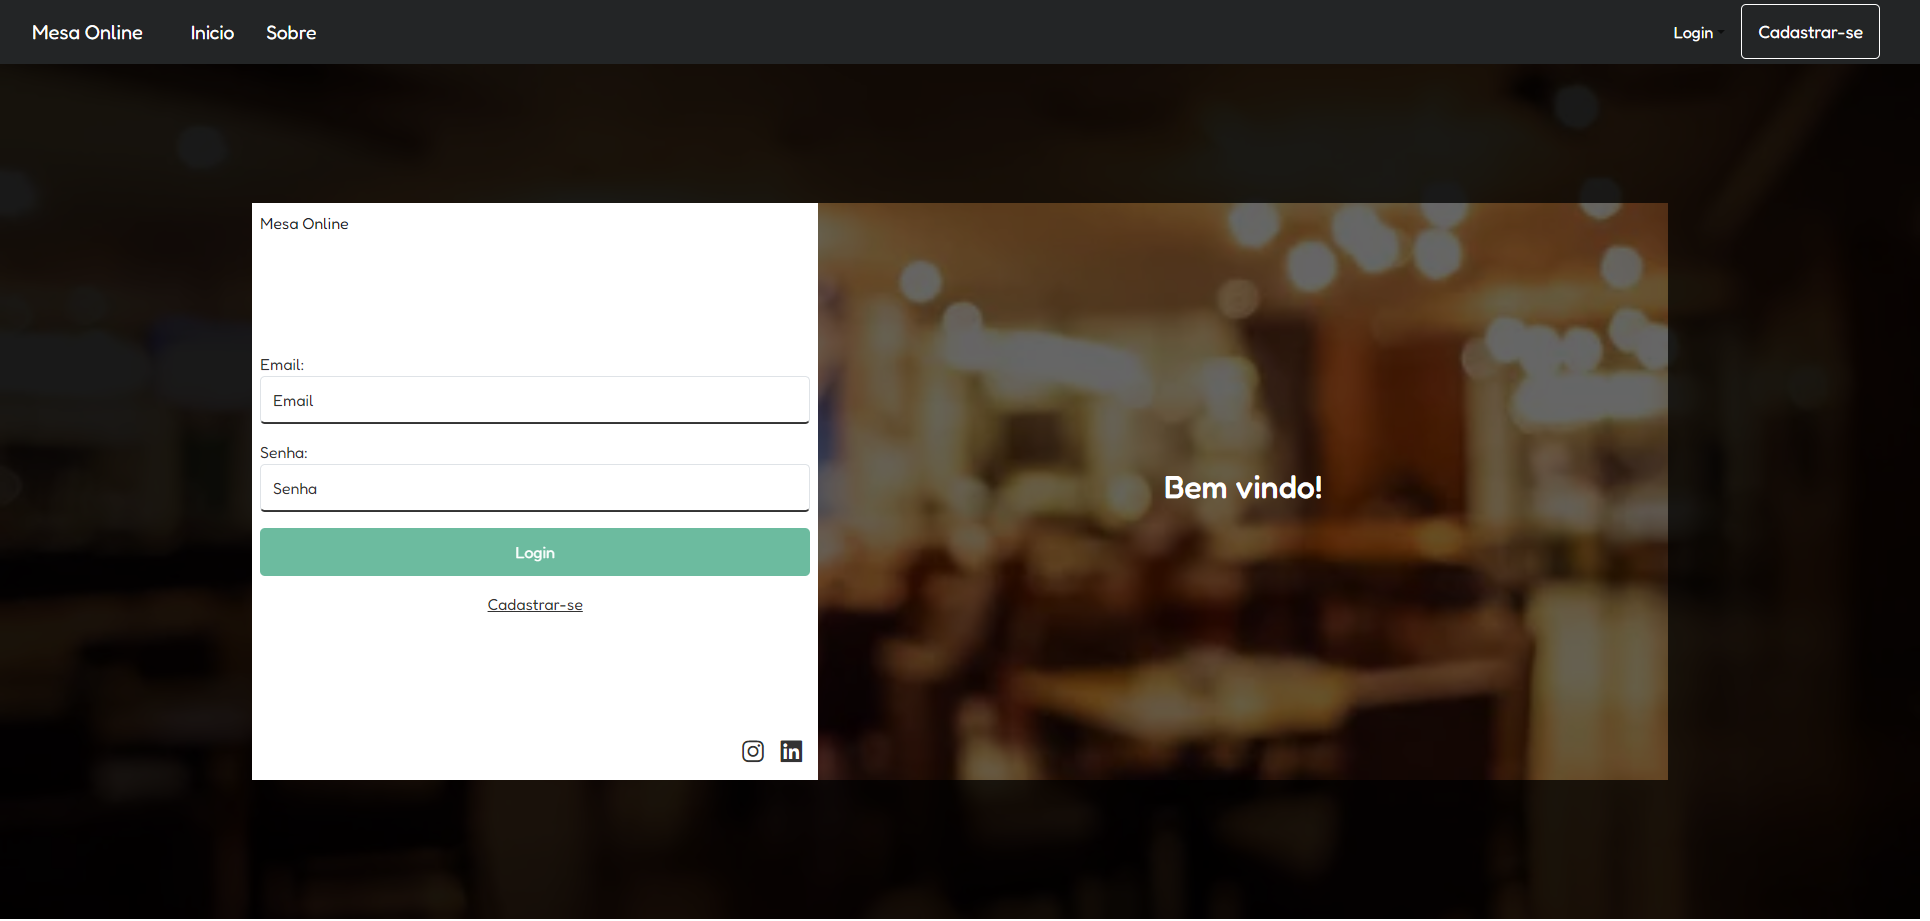 Mesa Online
Inicio
Sobre
Login
Cadastrar-se
Mesa Online
Email:
Email
Senha:
Senha
Login
Cadastrar-se
Bem vindo!